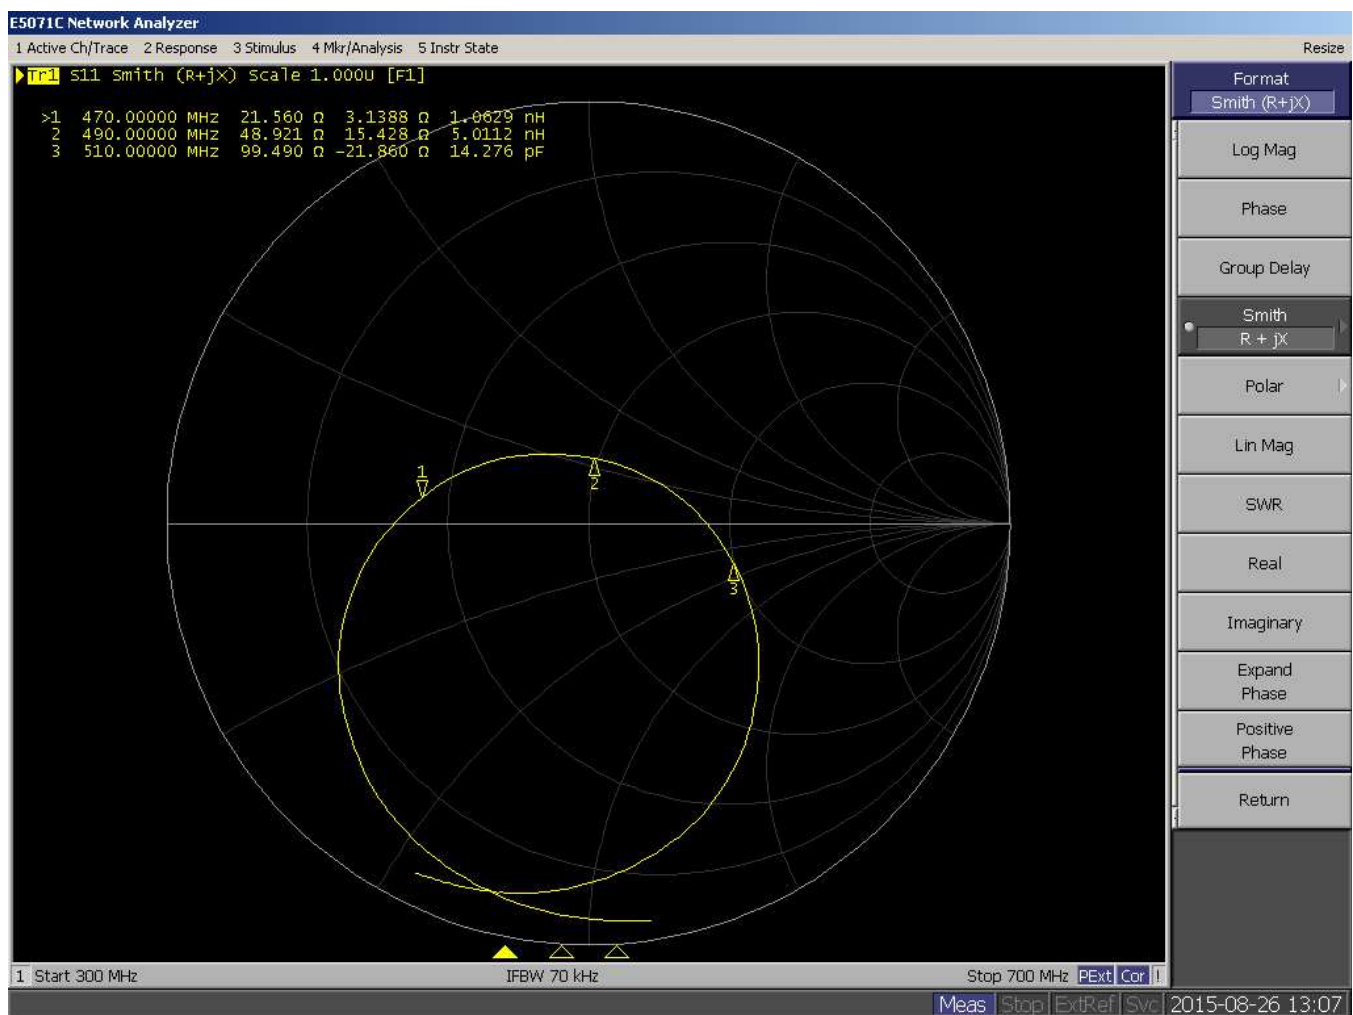 E5071C Network Analyzer
1 Active Ch/Trace 2 Response 3 Stimulus 4 Mkr/Analysis 5 Instr State Resize
Tr1 S11 Smith (R+jX) Scale 1.000U [F1]
>1 470.00000 MHz 21.560 Ω 3.1388 Ω 1.0629 nH
2 490.00000 MHz 48.921 Ω 15.428 Ω 5.0112 nH
3 510.00000 MHz 99.490 Ω -21.860 Ω 14.276 pF
1
2
3
Format
Smith (R+jX)
Log Mag
Phase
Group Delay
Smith
R + jX
Polar
Lin Mag
SWR
Real
Imaginary
Expand
Phase
Positive
Phase
Return
1 Start 300 MHz IFBW 70 kHz Stop 700 MHz PExt Cor !
Meas Stop ExtRef Svc 2015-08-26 13:07